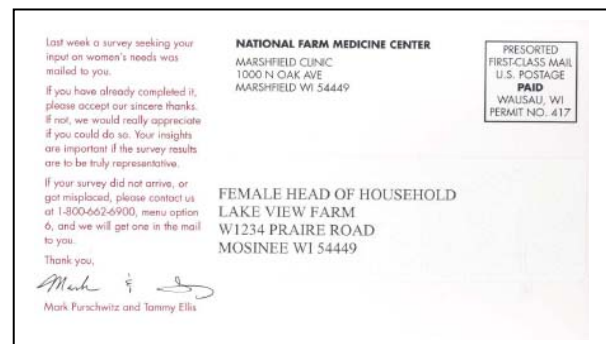 Last week a survey seeking your
input on women's needs was
mailed to you.
If you have already completed it,
please accept our sincere thanks.
If not, we would really appreciate
if you could do so. Your insights
are important if the survey results
are to be truly representative.
If your survey did not arrive, or
got misplaced, please contact us
at 1-800-662-6900, menu option
6, and we will get one in the mail
to you.
Thank you,
Mark &
Mark Purschwitz and Tammy Ellis
NATIONAL FARM MEDICINE CENTER
MARSHFIELD CLINIC
1000 N OAK AVE
MARSHFIELD WI 54449
PRESORTED
FIRST-CLASS MAIL
U.S. POSTAGE
PAID
WAUSAU, WI
PERMIT NO. 417
FEMALE HEAD OF HOUSEHOLD
LAKE VIEW FARM
W1234 PRAIRE ROAD
MOSINEE WI 54449